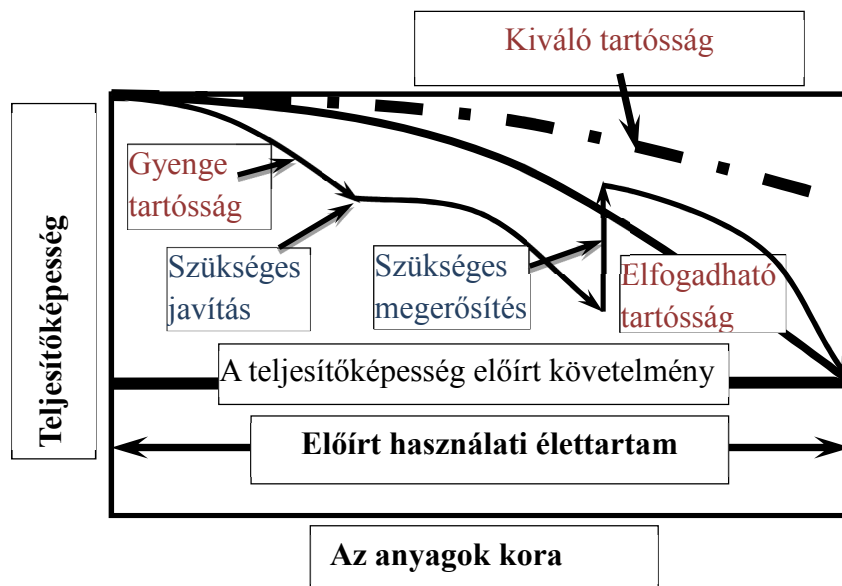 Kiváló tartósság
Gyenge
tartósság
Szükséges
javítás
Szükséges
megerősítés
Elfogadható
tartósság
Teljesítőképesség
A teljesítőképesség előírt követelmény
Előírt használati élettartam
Az anyagok kora